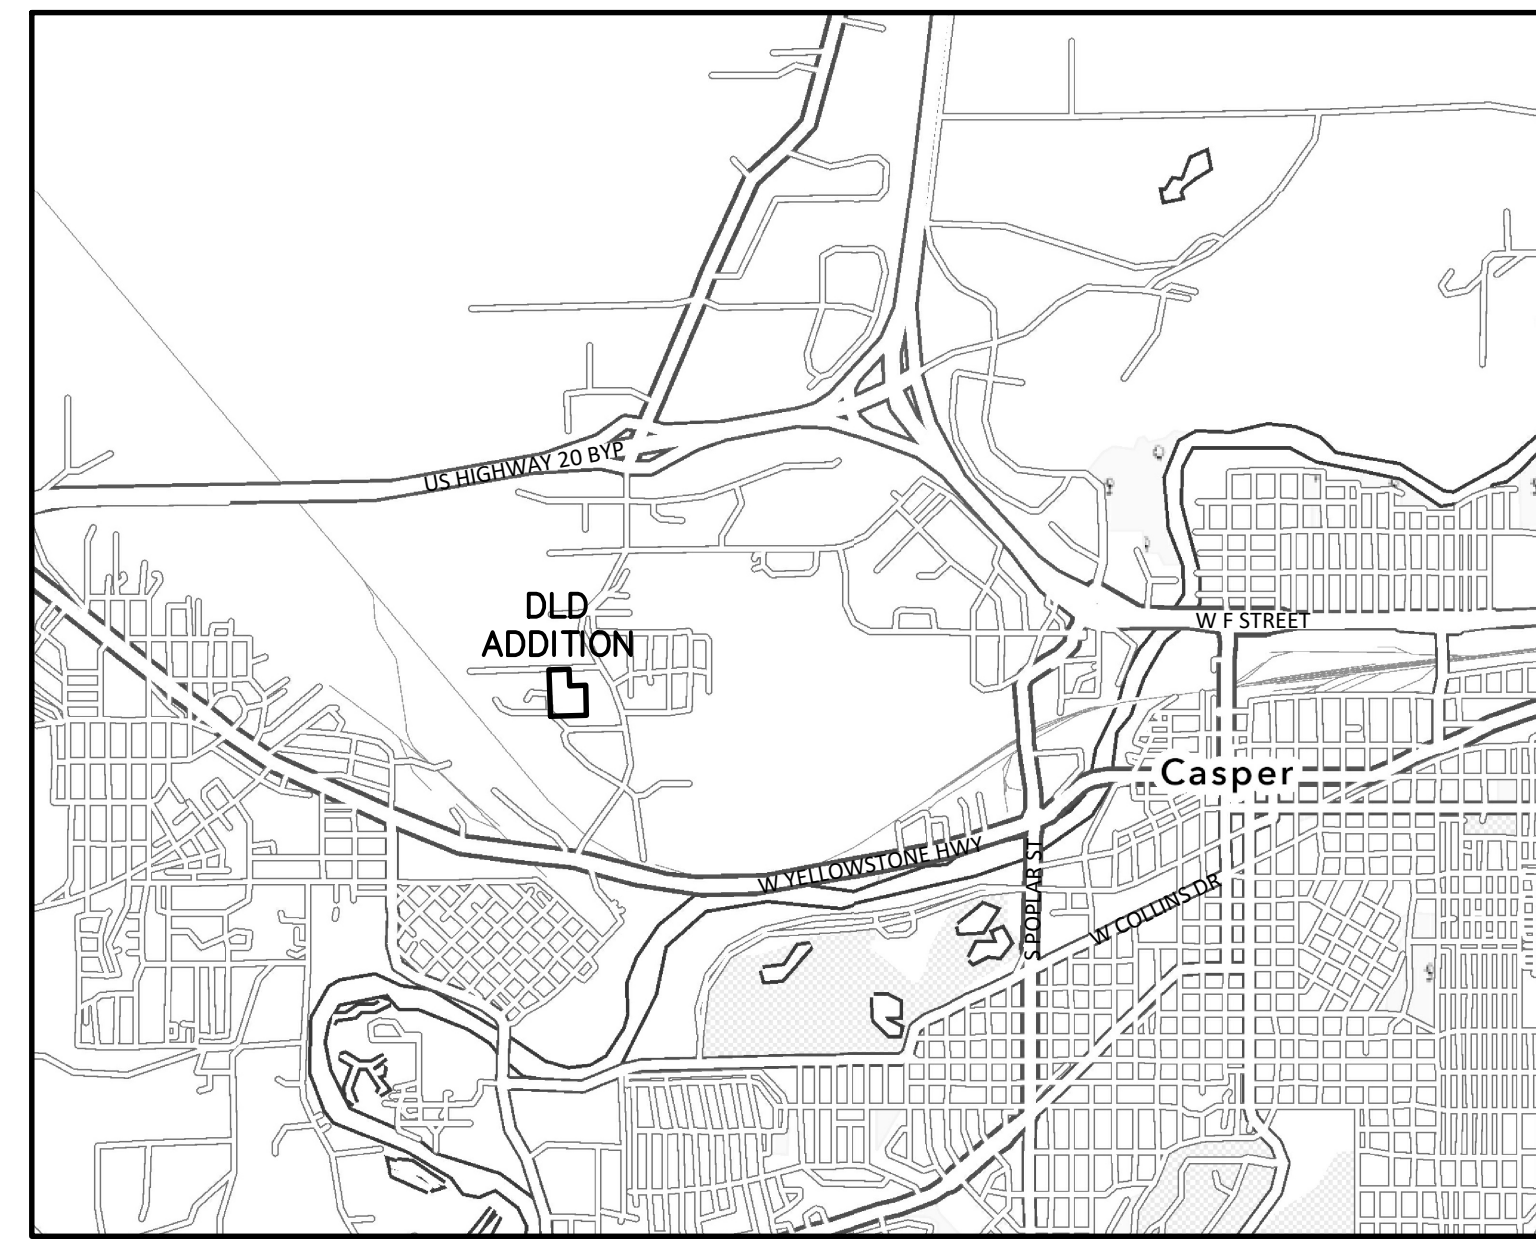 US HIGHWAY 20 BYP
DLD
ADDITION
W F STREET
Casper
W YELLOWSTONE HWY
S POPLAR ST
W COLLINS DR